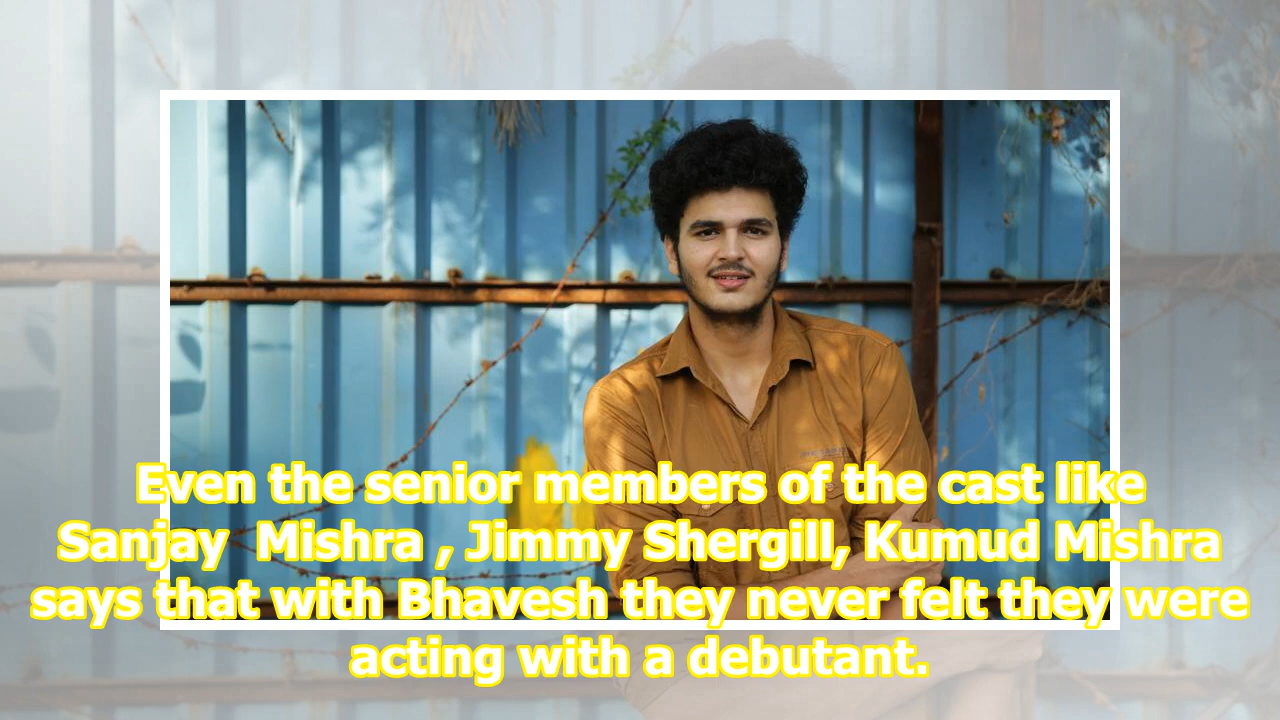 Even the senior members of the cast like
Sanjay  Mishra , Jimmy Shergill, Kumud Mishra
says that with Bhavesh they never felt they were
acting with a debutant.